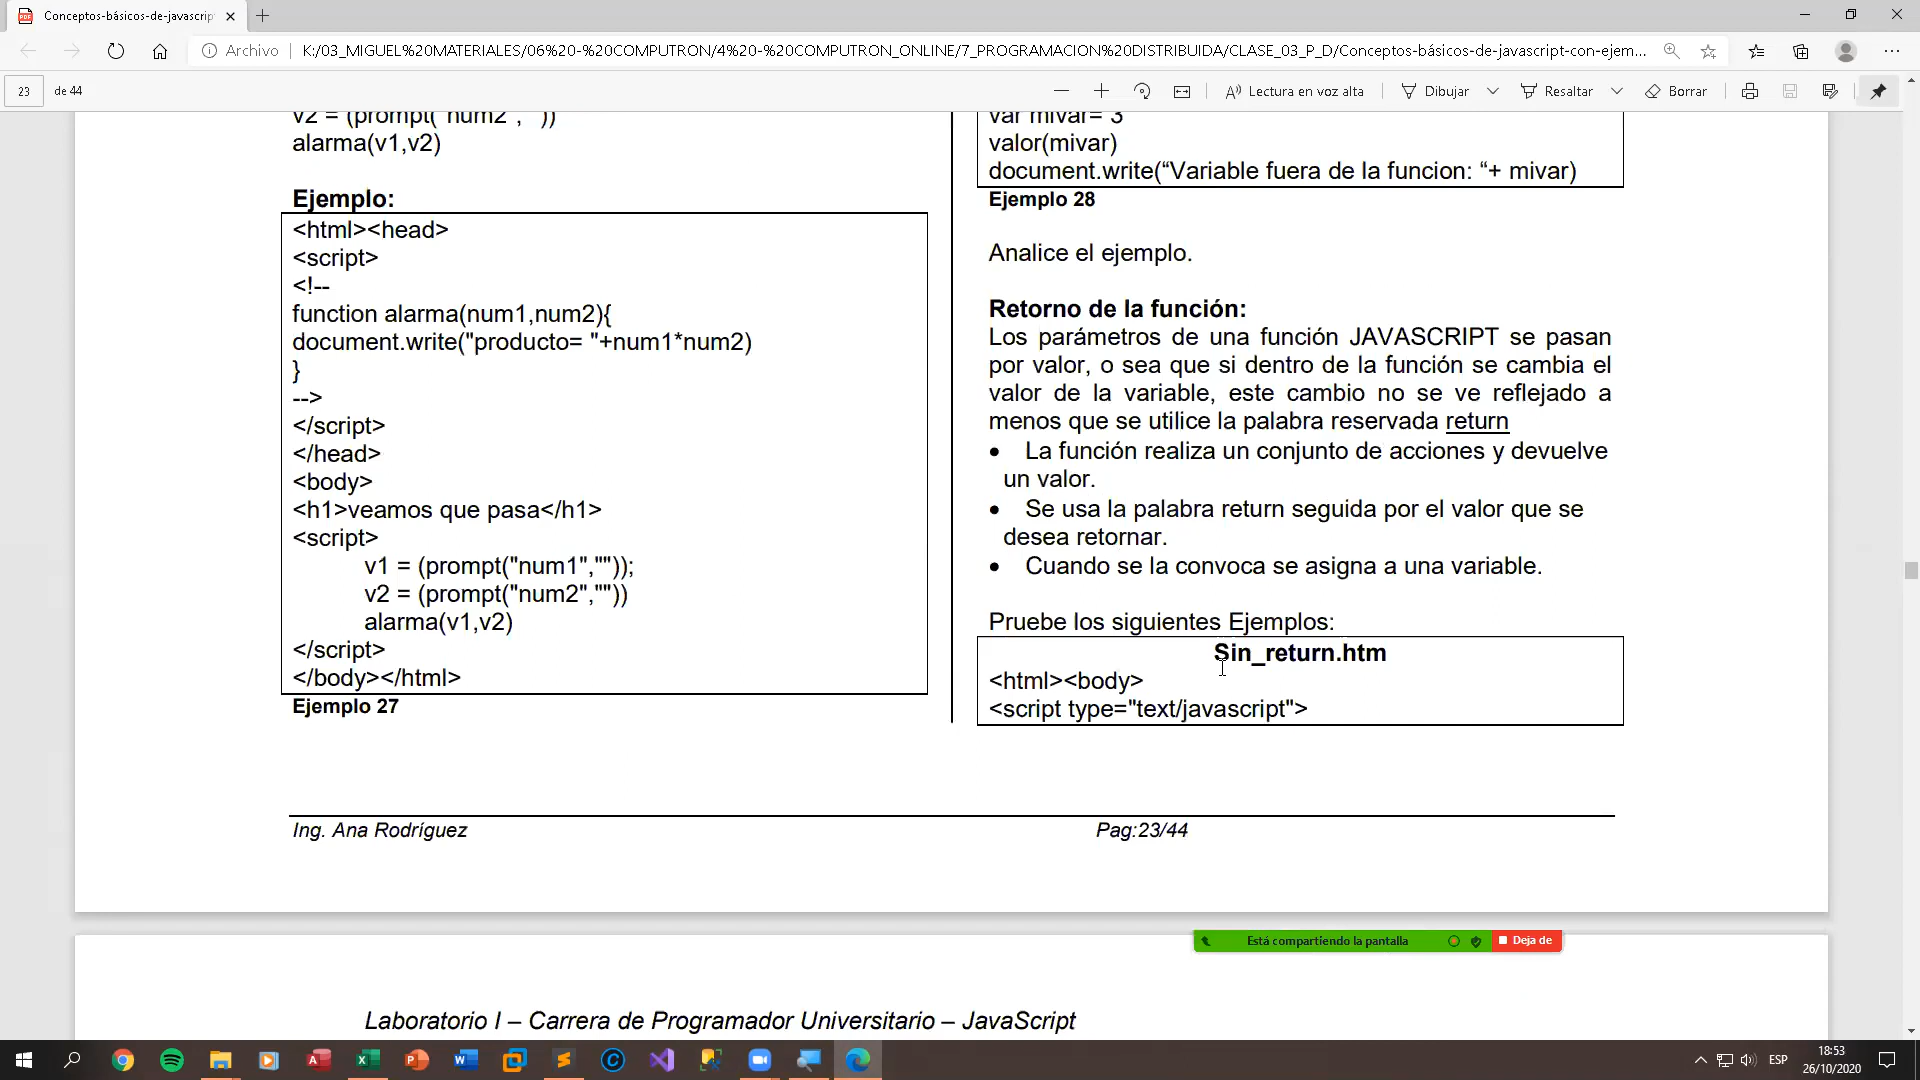 Conceptos-básicos-de-javascrip
Archivo
K:/03_MIGUEL%20MATERIALES/06%20-%20COMPUTRON/4%20-%20COMPUTRON_ONLINE/7_PROGRAMACION%20DISTRIBUIDA/CLASE_03_P_D/Conceptos-básicos-de-javascript-con-ejem...
23 de 44
Lectura en voz alta
Dibujar
Resaltar
Borrar
v2 = (prompt("num2", ""))
alarma(v1,v2)
Ejemplo:
<html><head>
<script>
<!--
function alarma(num1,num2){
document.write("producto= "+num1*num2)
}
-->
</script>
</head>
<body>
<h1>veamos que pasa</h1>
<script>
v1 = (prompt("num1",""));
v2 = (prompt("num2",""))
alarma(v1,v2)
</script>
</body></html>
Ejemplo 27
var mivar= 3
valor(mivar)
document.write(“Variable fuera de la funcion: “+ mivar)
Ejemplo 28
Analice el ejemplo.
Retorno de la función:
Los parámetros de una función JAVASCRIPT se pasan
por valor, o sea que si dentro de la función se cambia el
valor de la variable, este cambio no se ve reflejado a
menos que se utilice la palabra reservada return
• La función realiza un conjunto de acciones y devuelve
un valor.
• Se usa la palabra return seguida por el valor que se
desea retornar.
• Cuando se la convoca se asigna a una variable.
Pruebe los siguientes Ejemplos:
Sin_return.htm
<html><body>
<script type="text/javascript">
Ing. Ana Rodríguez
Pag:23/44
Está compartiendo la pantalla
Deja de
Laboratorio I – Carrera de Programador Universitario – JavaScript
ESP
18:53
26/10/2020